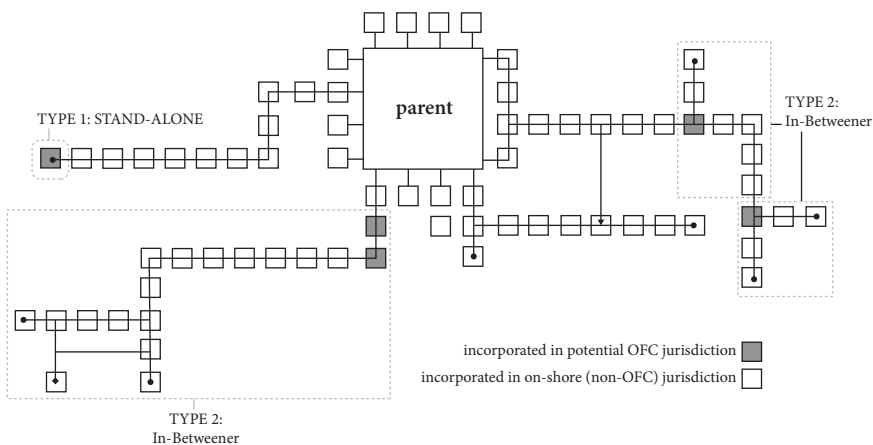 parent
TYPE 1: STAND-ALONE
TYPE 2:
In-Betweener
incorporated in potential OFC jurisdiction
incorporated in on-shore (non-OFC) jurisdiction
TYPE 2:
In-Betweener